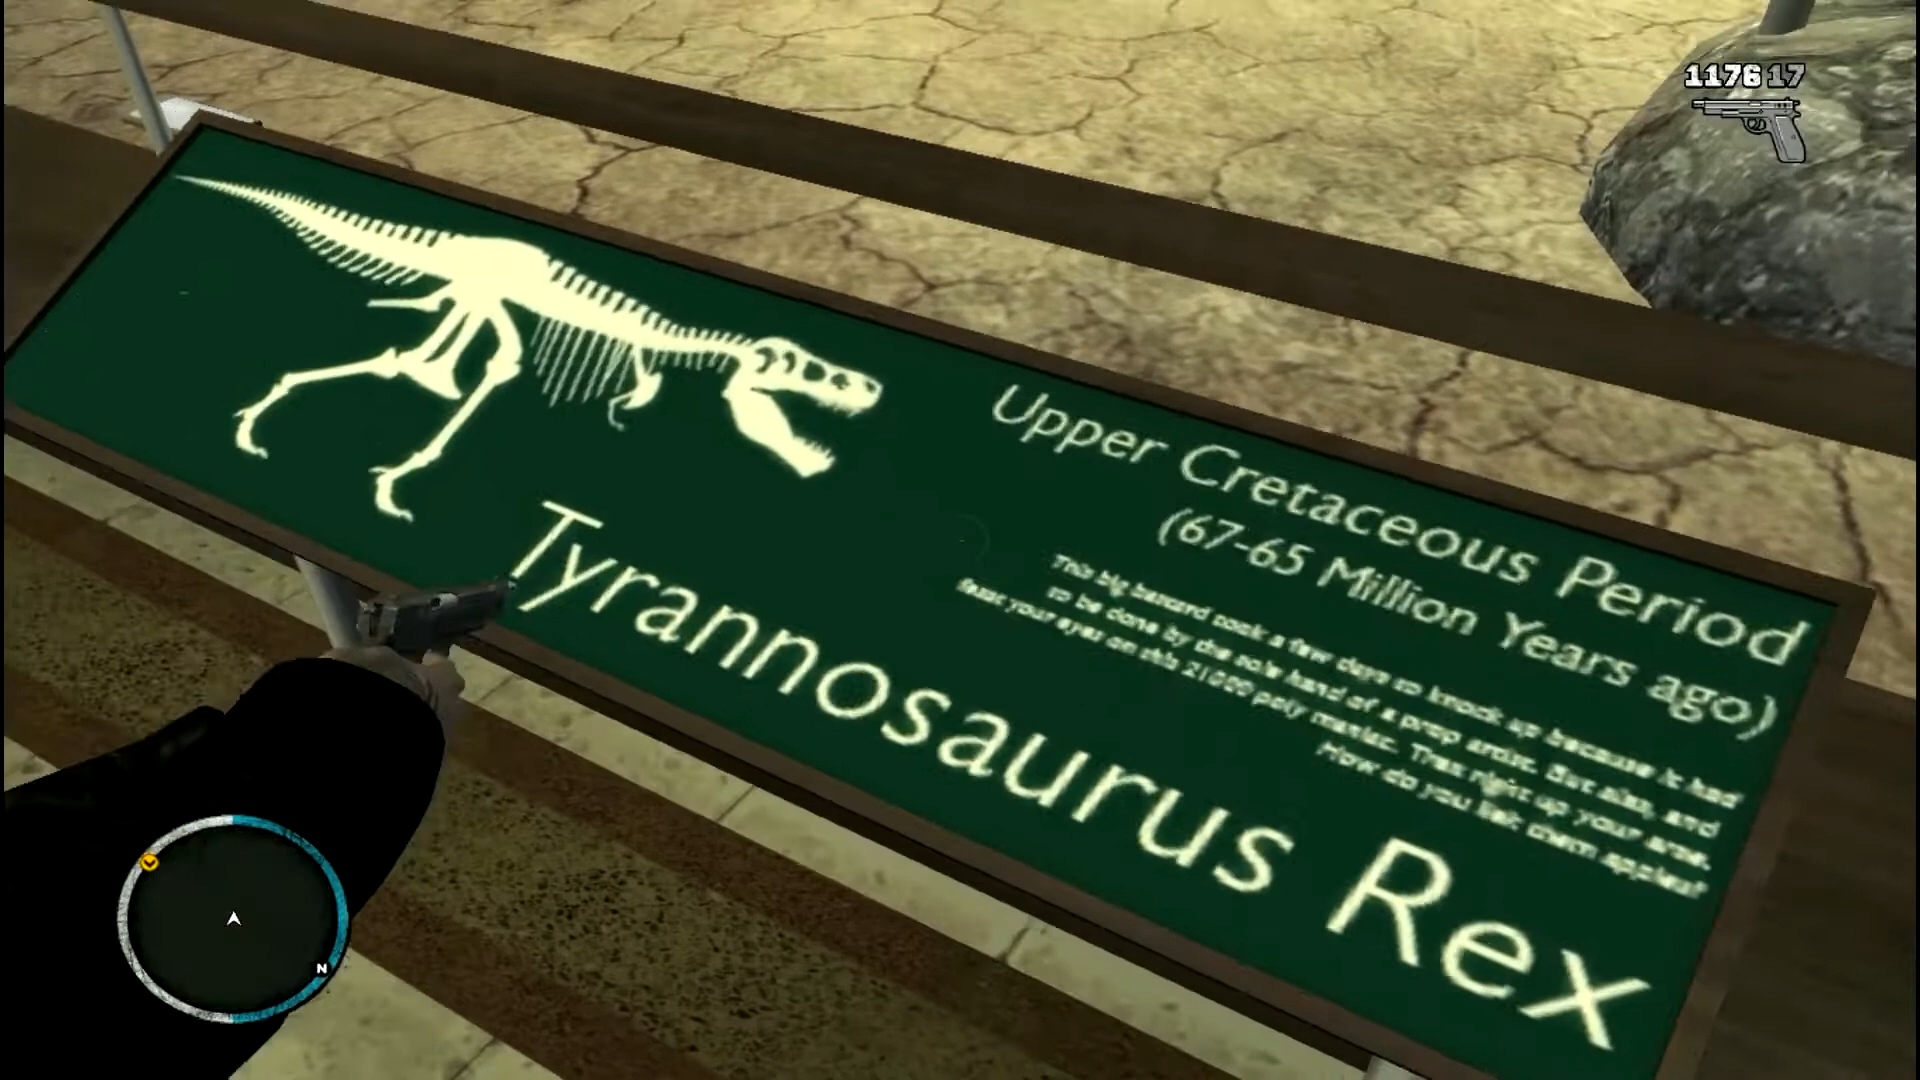 1176 17
Upper Cretaceous Period
(67-65 Million Years ago)
This big bastard took a few days to knock up because it had
to be done by the sole hand of a prop artist. But alas, and
feast your eyes on this 21000 poly maniac. Thax right up your arse.
How do you like them apples?
Tyrannosaurus Rex
N